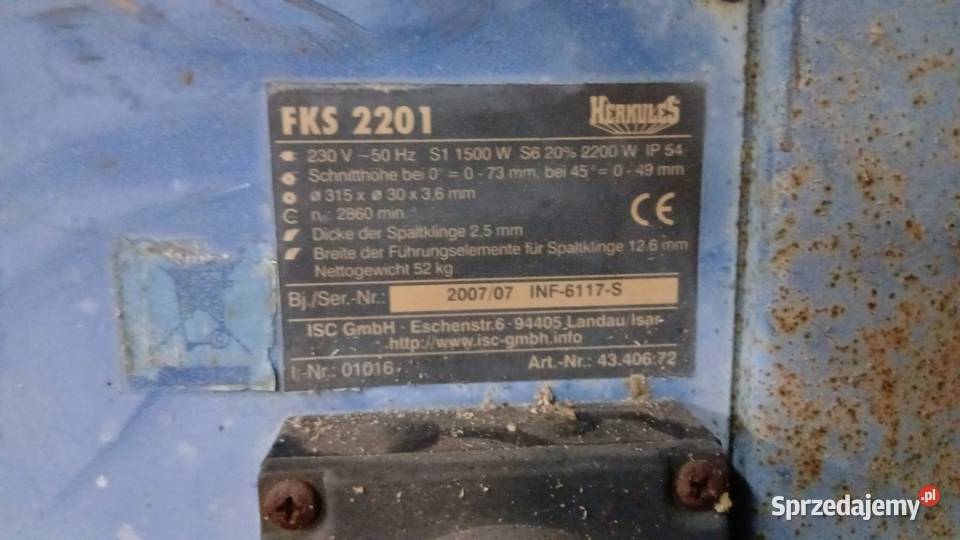 FKS 2201 HERKULES
230 V ~50 Hz S1 1500 W S6 20% 2200 W IP 54
Schnitthöhe bei 0° = 0 - 73 mm, bei 45° = 0 - 49 mm
ø 315 x ø 30 x 3,6 mm
n₀: 2860 min⁻¹ CE
Dicke der Spaltklinge 2,5 mm
Breite der Führungselemente für Spaltklinge 12,6 mm
Nettogewicht 52 kg
Bj./Ser.-Nr.: 2007/07 INF-6117-S
ISC GmbH · Eschenstr.6 · 94405 Landau/Isar
http://www.isc-gmbh.info
I.-Nr.: 01016 Art.-Nr.: 43.406.72
Sprzedajemy.pl